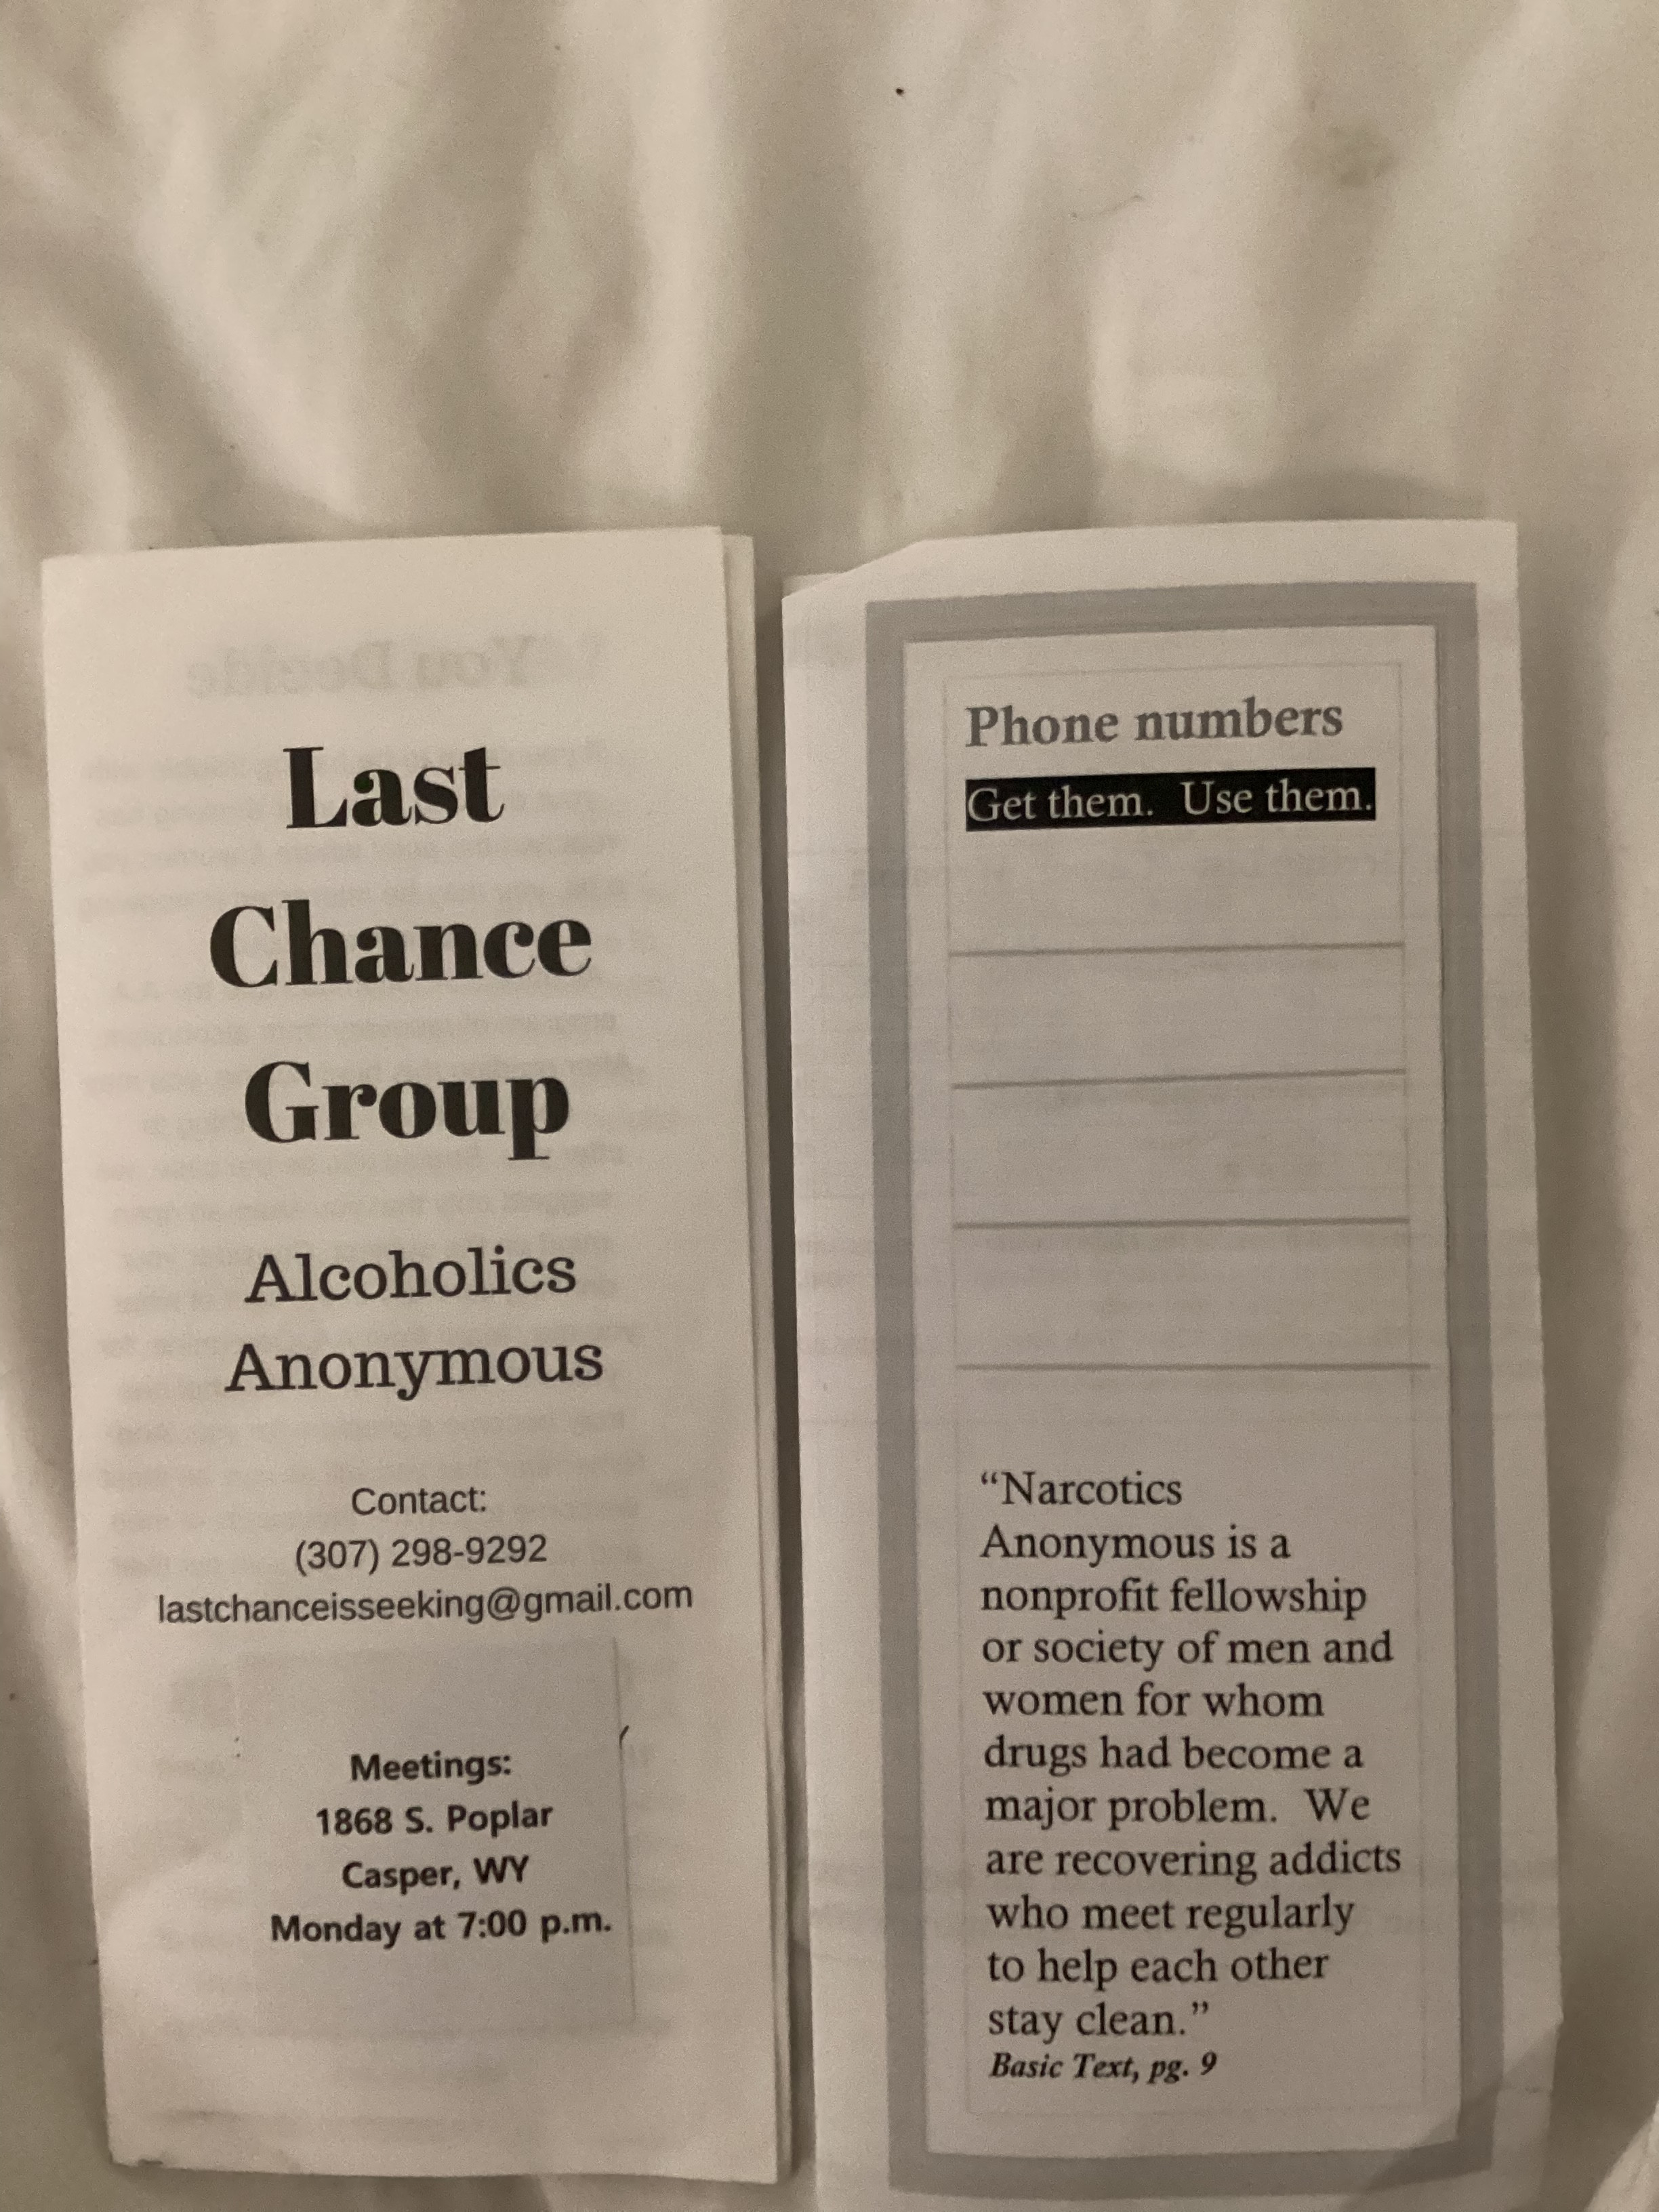 You Decide
Last
Chance
Group
Alcoholics
Anonymous
Contact:
(307) 298-9292
lastchanceisseeking@gmail.com
Meetings:
1868 S. Poplar
Casper, WY
Monday at 7:00 p.m.
Phone numbers
Get them. Use them.
“Narcotics
Anonymous is a
nonprofit fellowship
or society of men and
women for whom
drugs had become a
major problem. We
are recovering addicts
who meet regularly
to help each other
stay clean.”
Basic Text, pg. 9